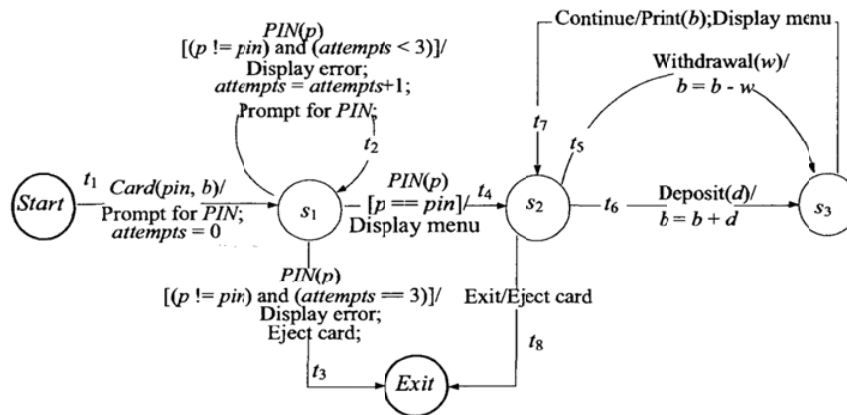 Continue/Print(b);Display menu
PIN(p)
[(p != pin) and (attempts < 3)]/
Display error;
attempts = attempts+1;
Prompt for PIN;
Withdrawal(w)/
b = b - w
t7
t5
t2
t1
Card(pin, b)/
Prompt for PIN;
attempts = 0
Start
s1
PIN(p)
[p == pin]/
Display menu
t4
s2
t6
Deposit(d)/
b = b + d
s3
PIN(p)
[(p != pin) and (attempts == 3)]/
Display error;
Eject card;
Exit/Eject card
t8
t3
Exit